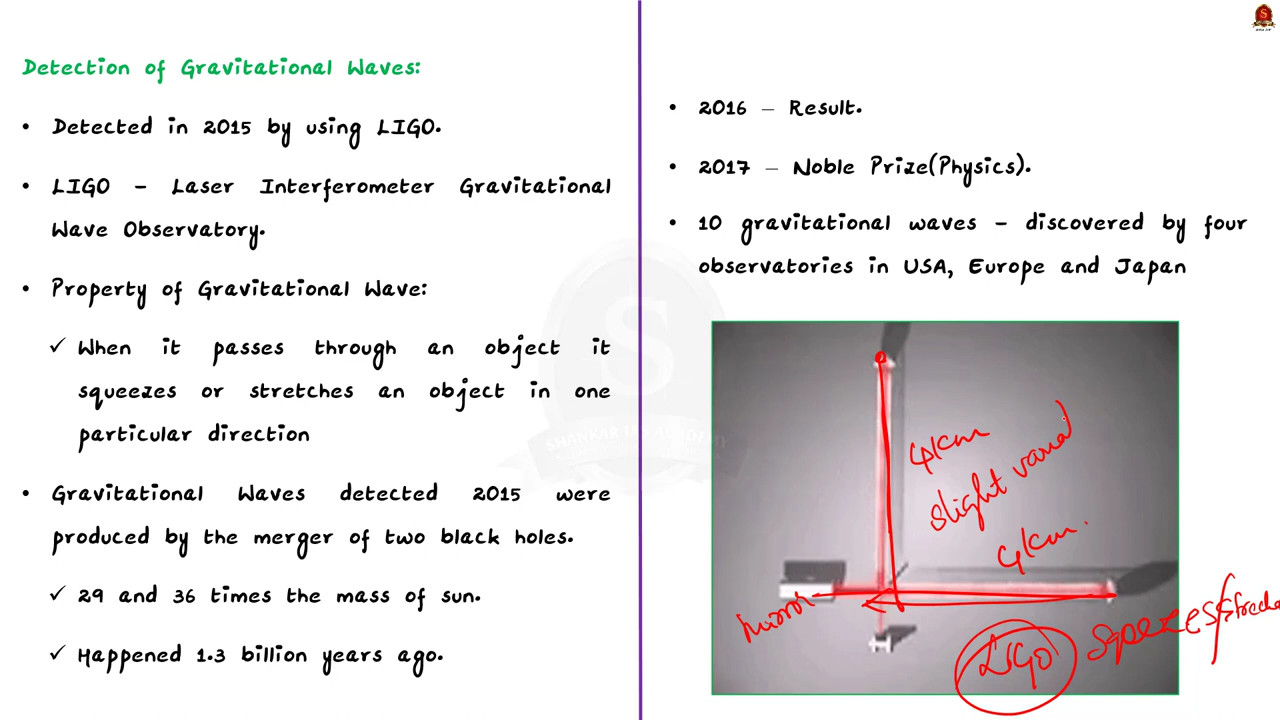 Detection of Gravitational Waves:
• Detected in 2015 by using LIGO.
• LIGO – Laser Interferometer Gravitational
Wave Observatory.
• Property of Gravitational Wave:
✓ When it passes through an object it
squeezes or stretches an object in one
particular direction
• Gravitational Waves detected 2015 were
produced by the merger of two black holes.
✓ 29 and 36 times the mass of sun.
✓ Happened 1.3 billion years ago.
• 2016 – Result.
• 2017 – Noble Prize(Physics).
• 10 gravitational waves – discovered by four
observatories in USA, Europe and Japan
4km
slight
4km.
mirror
LIGO
S
SHANKAR IAS ACADEMY